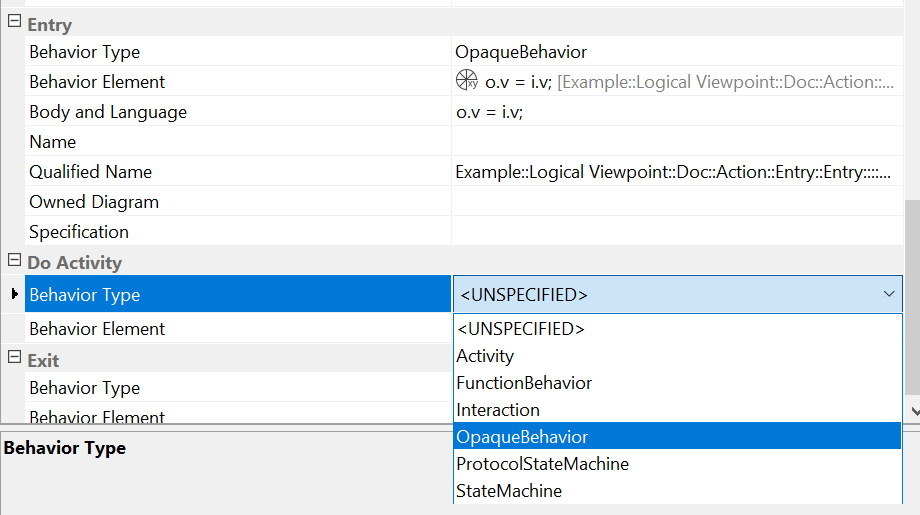 Entry
Behavior Type OpaqueBehavior
Behavior Element o.v = i.v; [Example::Logical Viewpoint::Doc::Action::...
Body and Language o.v = i.v;
Name
Qualified Name Example::Logical Viewpoint::Doc::Action::Entry::Entry::::...
Owned Diagram
Specification
Do Activity
Behavior Type <UNSPECIFIED>
Behavior Element <UNSPECIFIED>
Activity
Exit
Behavior Type FunctionBehavior
Interaction
Behavior Element
OpaqueBehavior
Behavior Type
ProtocolStateMachine
StateMachine